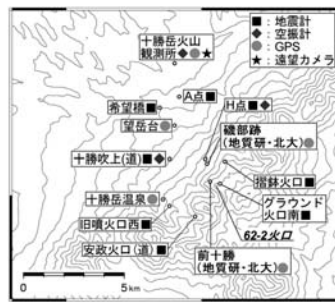 ■：地震計
◆：空振計
●：GPS
★：遠望カメラ
十勝岳火山
観測所◆●★
A点■
H点■◆
希望橋■
望岳台●
磯部跡
(地質研・北大)●
十勝吹上(道)■◆
摺鉢火口■
グラウンド
火口南■
十勝岳温泉●
旧噴火口西■
62-2火口
安政火口(道)■
前十勝
(地質研・北大)●
0
5
km